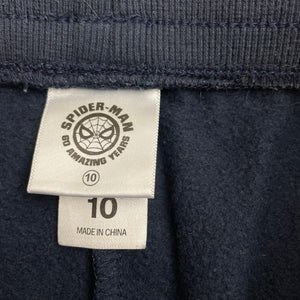 SPIDER-MAN
60 AMAZING YEARS
10
10
MADE IN CHINA